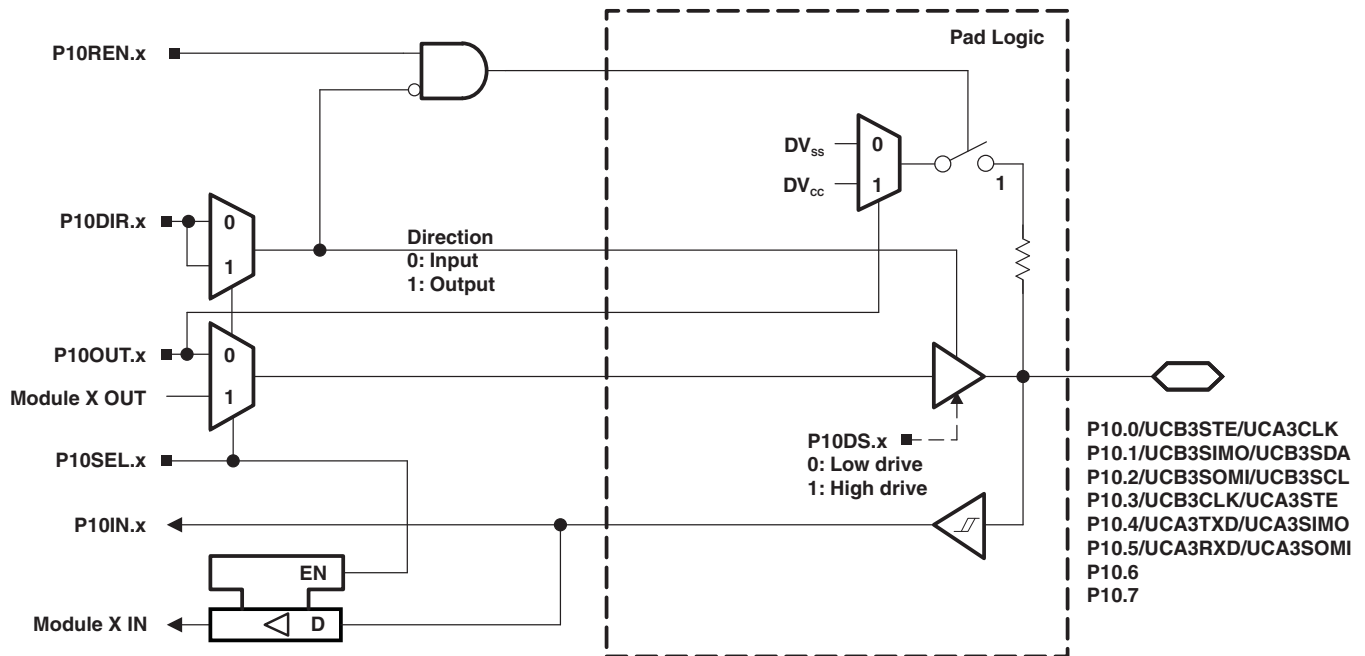 Pad Logic
P10REN.x
DVss
0
DVcc
1
1
P10DIR.x
0
1
Direction
0: Input
1: Output
P10OUT.x
0
Module X OUT
1
P10DS.x
0: Low drive
1: High drive
P10SEL.x
P10IN.x
EN
Module X IN
D
P10.0/UCB3STE/UCA3CLK
P10.1/UCB3SIMO/UCB3SDA
P10.2/UCB3SOMI/UCB3SCL
P10.3/UCB3CLK/UCA3STE
P10.4/UCA3TXD/UCA3SIMO
P10.5/UCA3RXD/UCA3SOMI
P10.6
P10.7